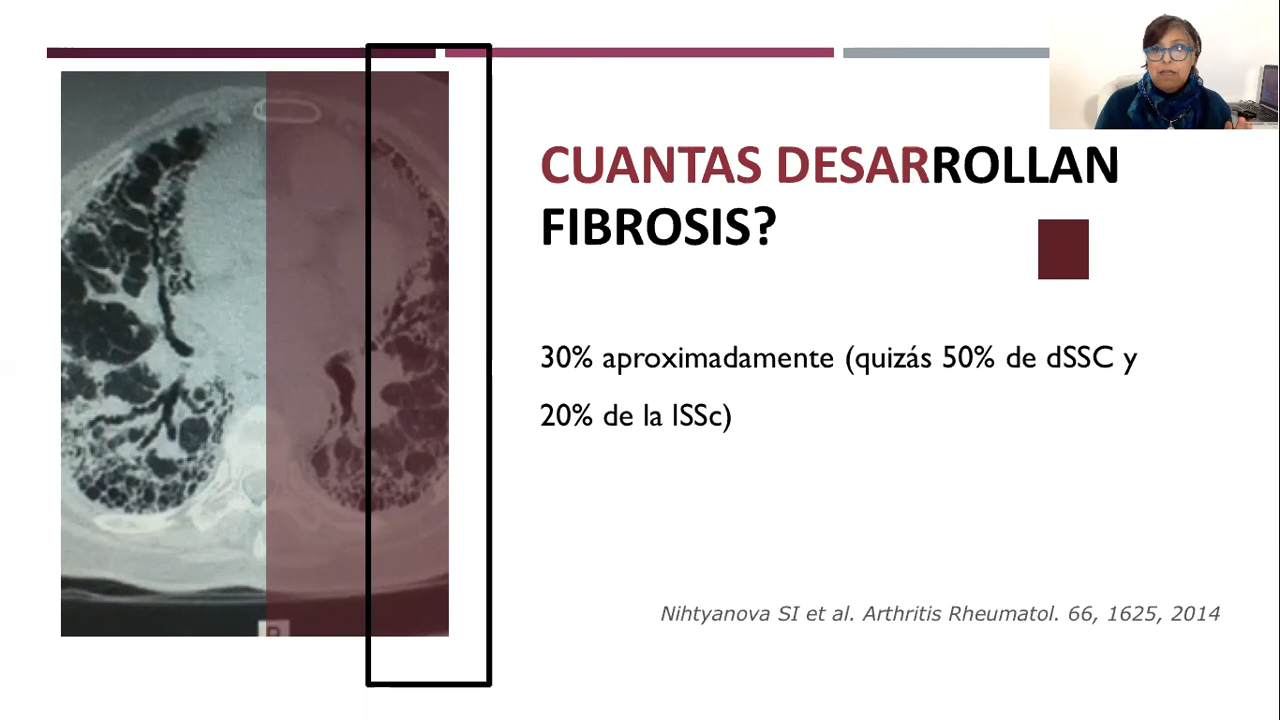 CUANTAS DESARROLLAN
FIBROSIS?
30% aproximadamente (quizás 50% de dSSC y
20% de la lSSc)
Nihtyanova SI et al. Arthritis Rheumatol. 66, 1625, 2014